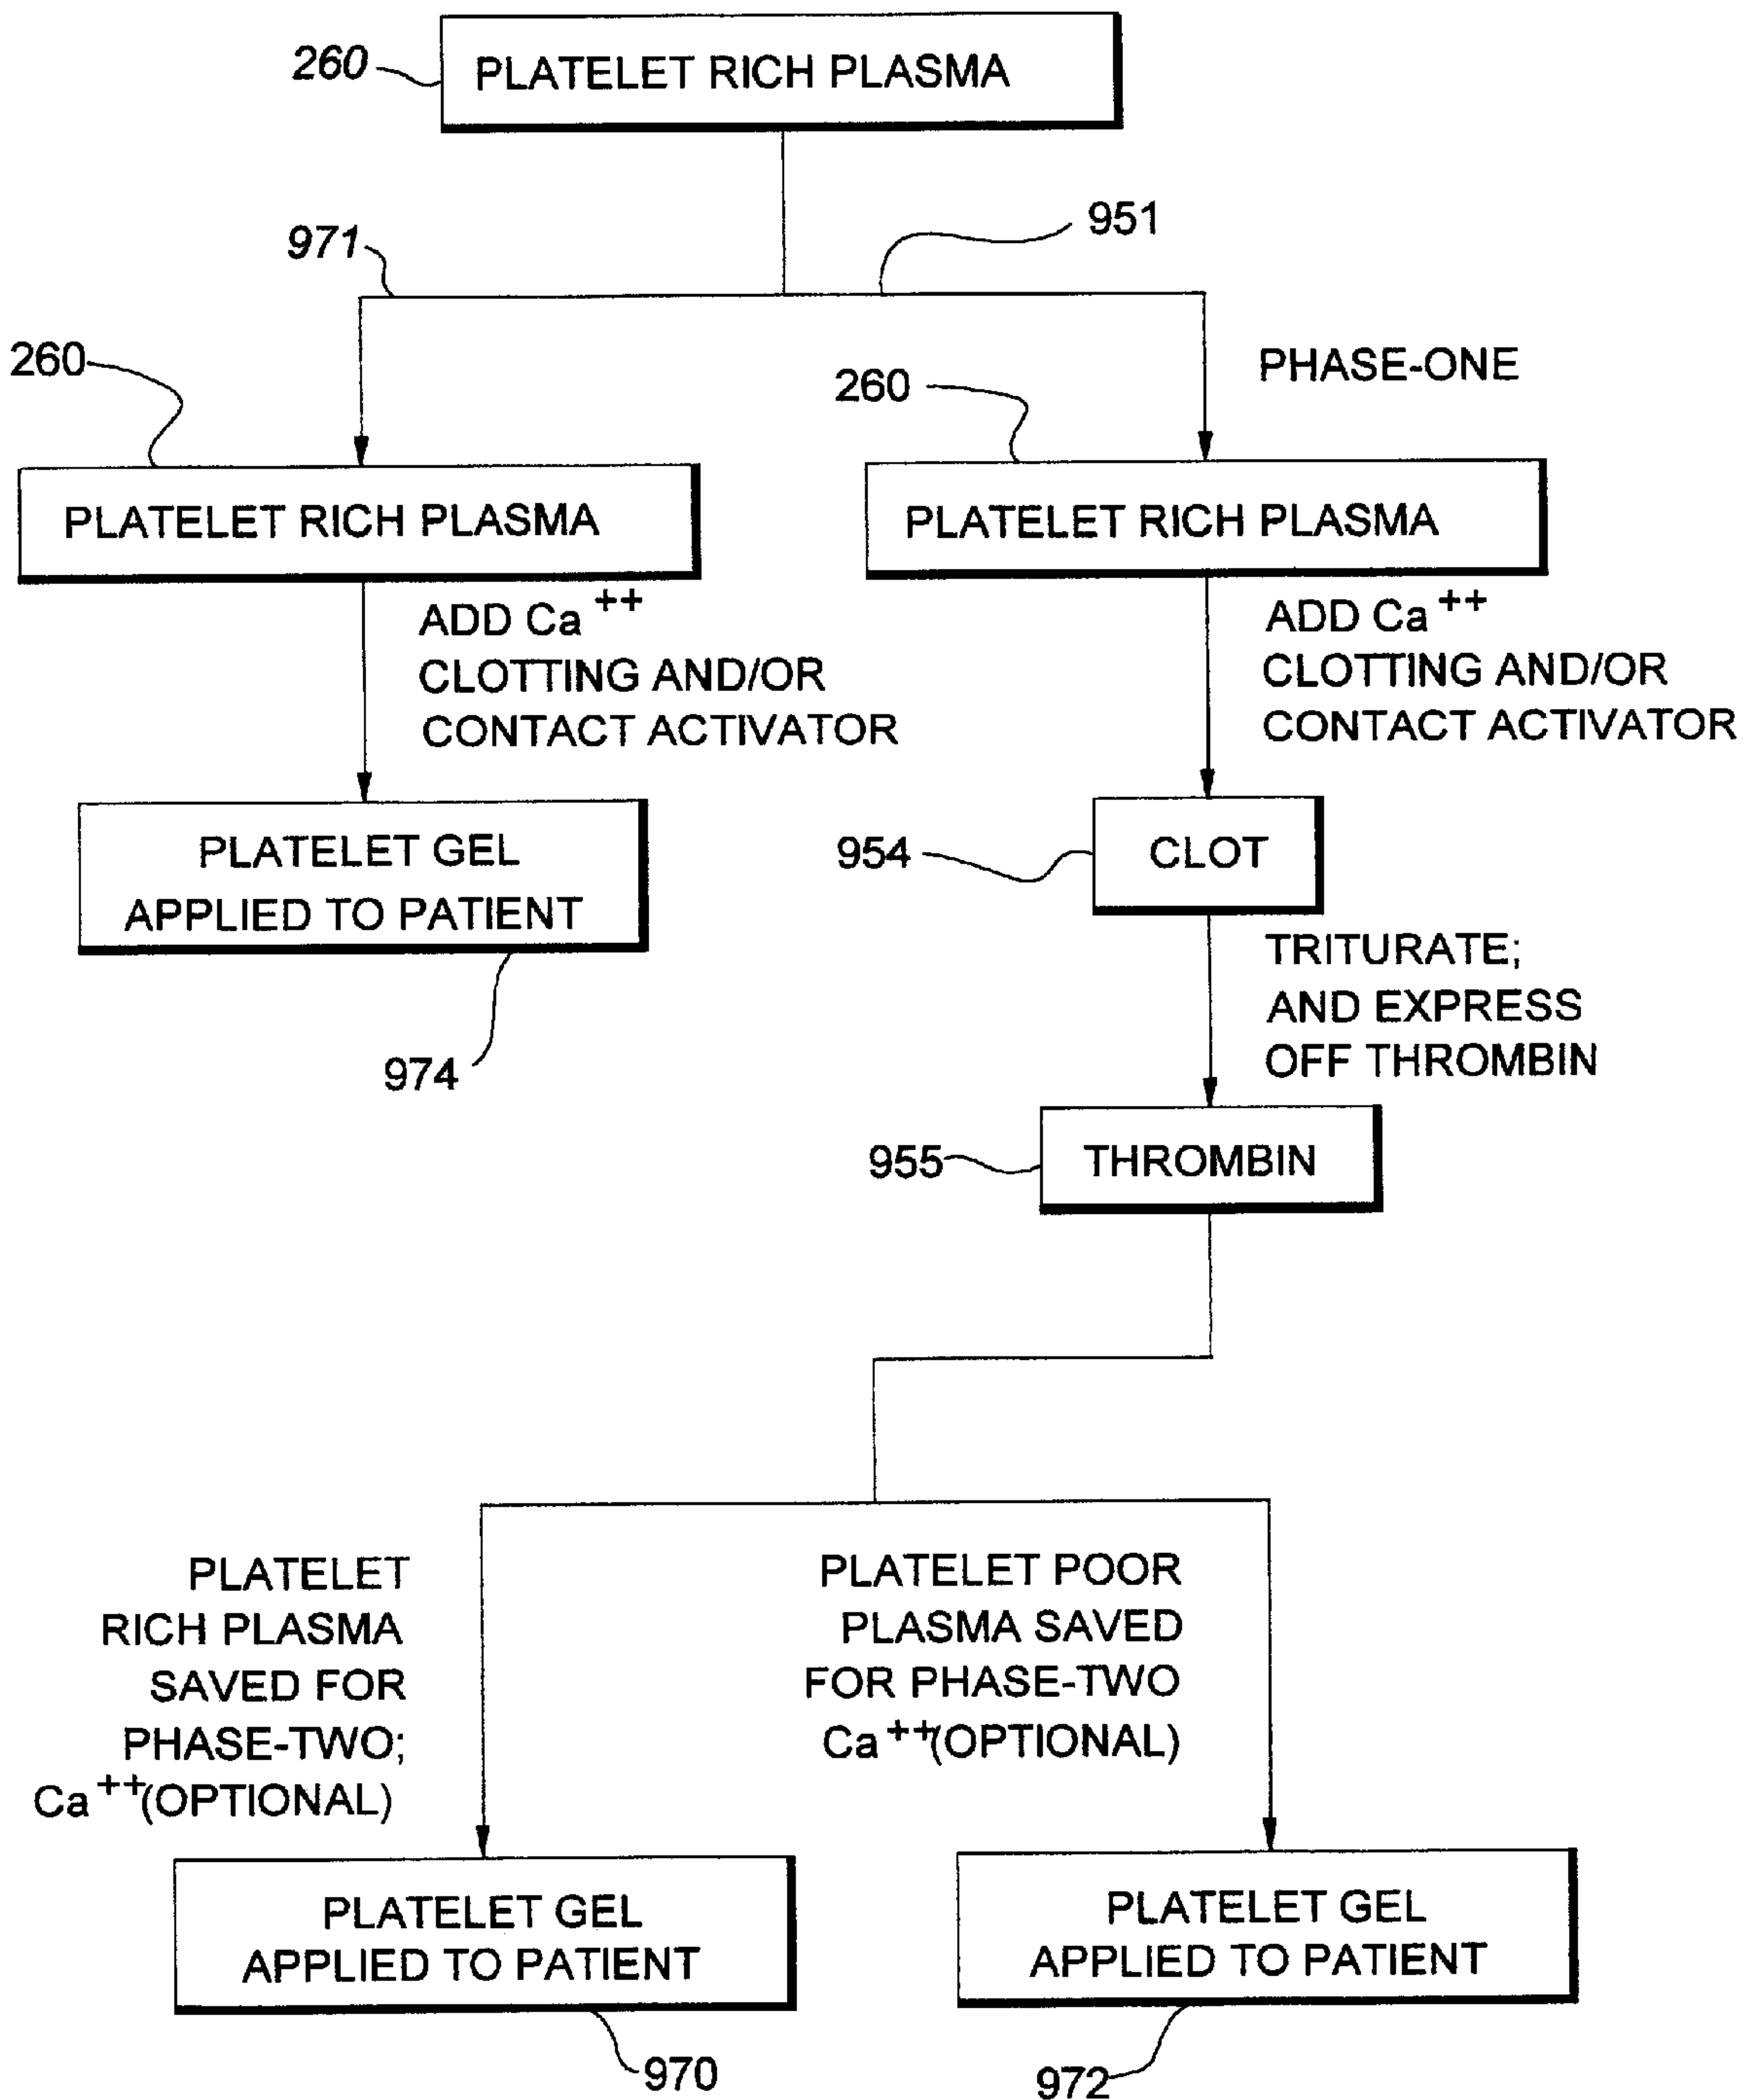 260
PLATELET RICH PLASMA
971
951
260
260
PHASE-ONE
PLATELET RICH PLASMA
PLATELET RICH PLASMA
ADD Ca++
CLOTTING AND/OR
CONTACT ACTIVATOR
ADD Ca++
CLOTTING AND/OR
CONTACT ACTIVATOR
PLATELET GEL
APPLIED TO PATIENT
974
954
CLOT
TRITURATE;
AND EXPRESS
OFF THROMBIN
955
THROMBIN
PLATELET
RICH PLASMA
SAVED FOR
PHASE-TWO;
Ca++(OPTIONAL)
PLATELET POOR
PLASMA SAVED
FOR PHASE-TWO
Ca++(OPTIONAL)
PLATELET GEL
APPLIED TO PATIENT
970
PLATELET GEL
APPLIED TO PATIENT
972